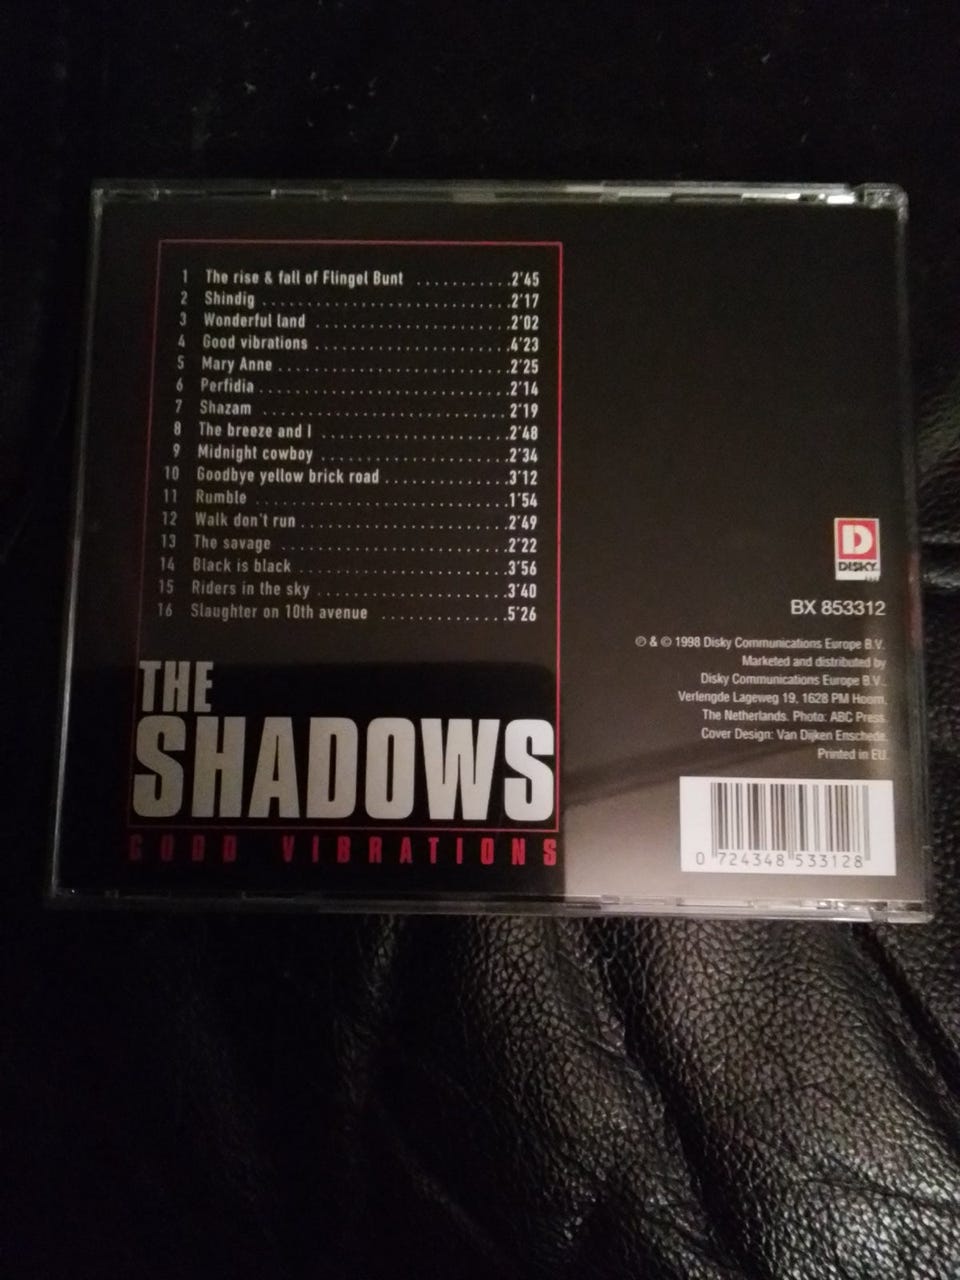 1 The rise & fall of Flingel Bunt ...........2'45
2 Shindig ..............................2'17
3 Wonderful land .......................2'02
4 Good vibrations .......................4'23
5 Mary Anne ...........................2'25
6 Perfidia ..............................2'14
7 Shazam .............................. 2'19
8 The breeze and I ......................2'48
9 Midnight cowboy ......................2'34
10 Goodbye yellow brick road ..............3'12
11 Rumble ..............................1'54
12 Walk don't run ........................2'49
13 The savage ...........................2'22
14 Black is black .........................3'56
15 Riders in the sky ......................3'40
16 Slaughter on 10th avenue ..............5'26
THE
SHADOWS
GOOD VIBRATIONS
D
DISKY
BX 853312
℗ & © 1998 Disky Communications Europe B.V.
Marketed and distributed by
Disky Communications Europe B.V.,
Verlengde Lageweg 19, 1628 PM Hoorn,
The Netherlands. Photo: ABC Press.
Cover Design: Van Dijken Enschede.
Printed in EU.
0 724348 533128